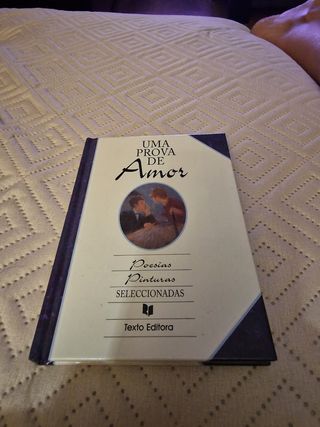 UMA
PROVA
DE
Amor
Poesias
Pinturas
SELECCIONADAS
Texto Editora